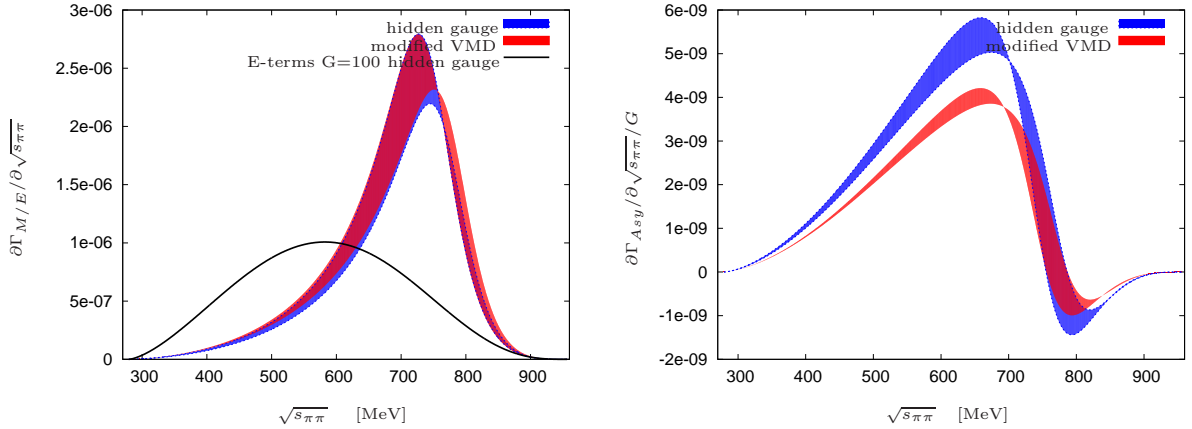 3e-06
2.5e-06
2e-06
1.5e-06
1e-06
5e-07
0
300 400 500 600 700 800 900
∂Γ_{M/E}/∂√s_{ππ}
√s_{ππ} [MeV]
hidden gauge
modified VMD
E-terms G=100 hidden gauge
6e-09
5e-09
4e-09
3e-09
2e-09
1e-09
0
-1e-09
-2e-09
300 400 500 600 700 800 900
∂Γ_{Asy}/∂√s_{ππ}/G
√s_{ππ} [MeV]
hidden gauge
modified VMD